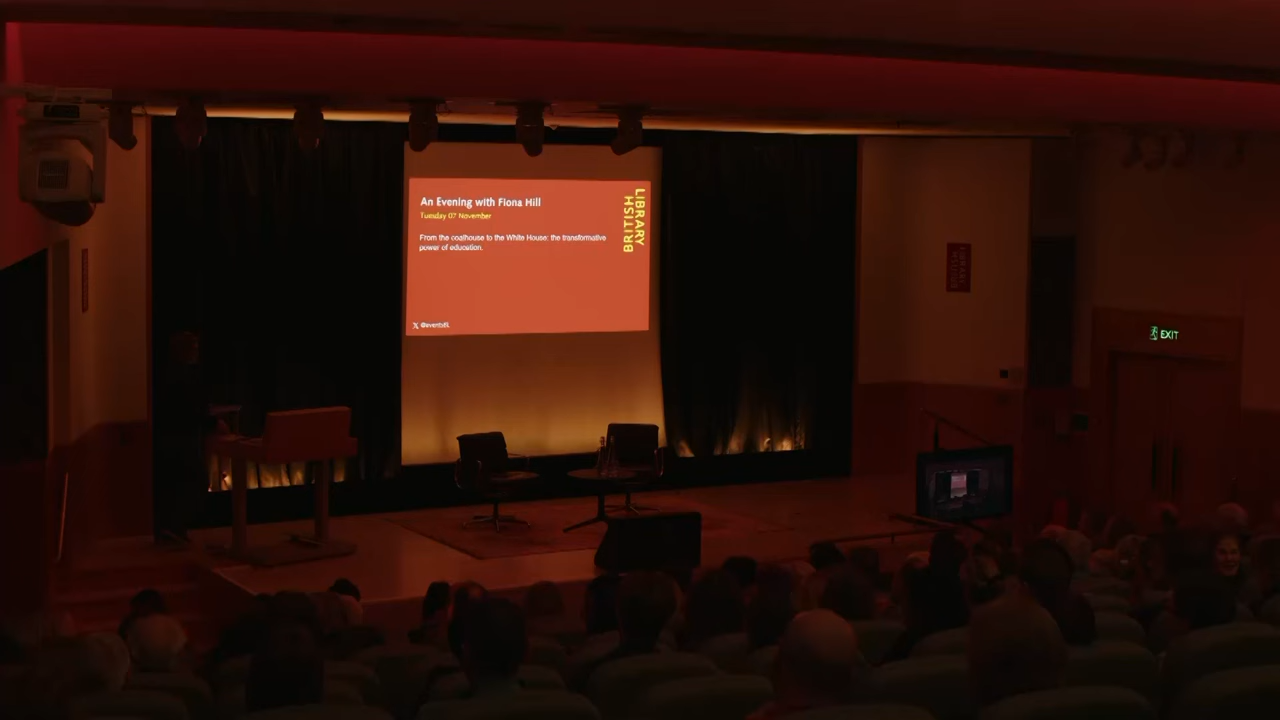 An Evening with Fiona Hill
Tuesday 07 November
From the coalhouse to the White House: the transformative
power of education.
X @eventsBL
LIBRARY
BRITISH
EXIT